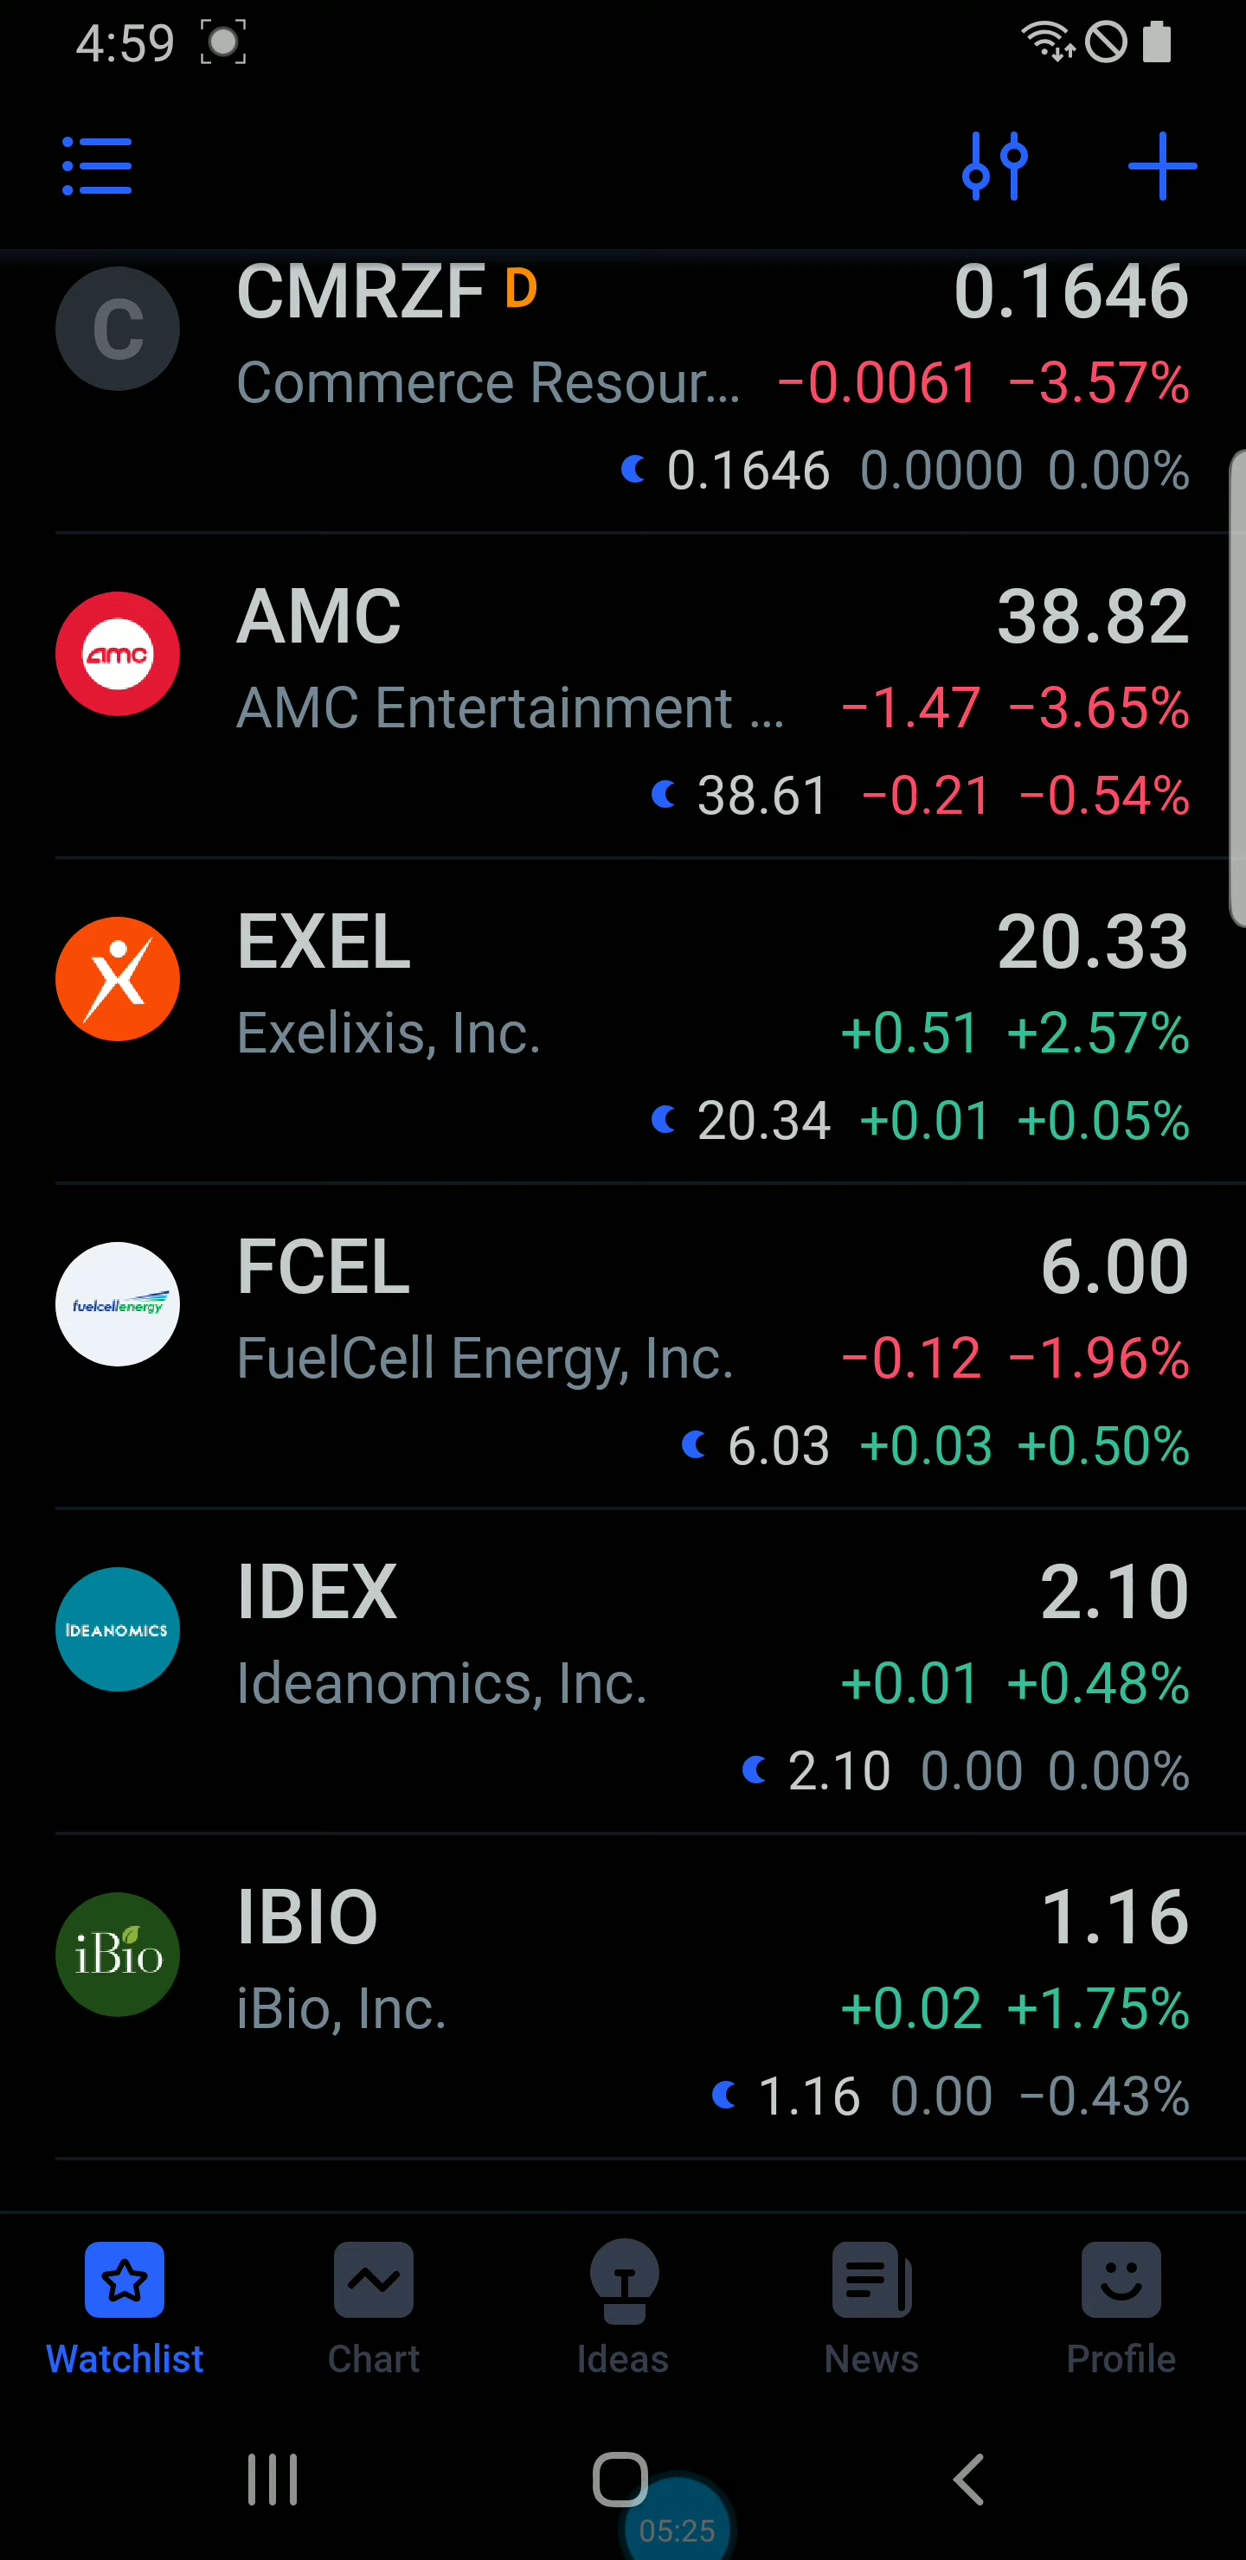 4:59
CMRZF D 0.1646
C
Commerce Resour... −0.0061 −3.57%
0.1646 0.0000 0.00%
AMC 38.82
amc
AMC Entertainment ... −1.47 −3.65%
38.61 −0.21 −0.54%
EXEL 20.33
Exelixis, Inc. +0.51 +2.57%
20.34 +0.01 +0.05%
FCEL 6.00
fuelcellenergy
FuelCell Energy, Inc. −0.12 −1.96%
6.03 +0.03 +0.50%
IDEX 2.10
IDEANOMICS
Ideanomics, Inc. +0.01 +0.48%
2.10 0.00 0.00%
IBIO 1.16
iBio
iBio, Inc. +0.02 +1.75%
1.16 0.00 −0.43%
Watchlist Chart Ideas News Profile
05:25